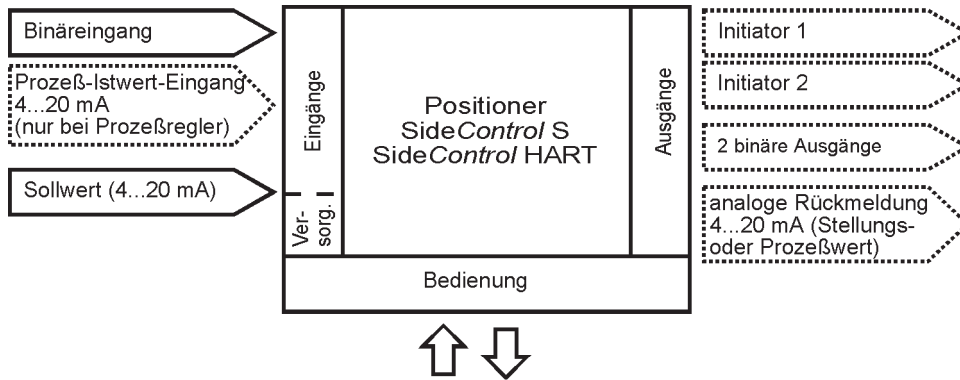 Binäreingang
Prozeß-Istwert-Eingang
4...20 mA
(nur bei Prozeßregler)
Sollwert (4...20 mA)
Eingänge
Ver-
sorg.
Positioner
SideControl S
SideControl HART
Ausgänge
Bedienung
Initiator 1
Initiator 2
2 binäre Ausgänge
analoge Rückmeldung
4...20 mA (Stellungs-
oder Prozeßwert)